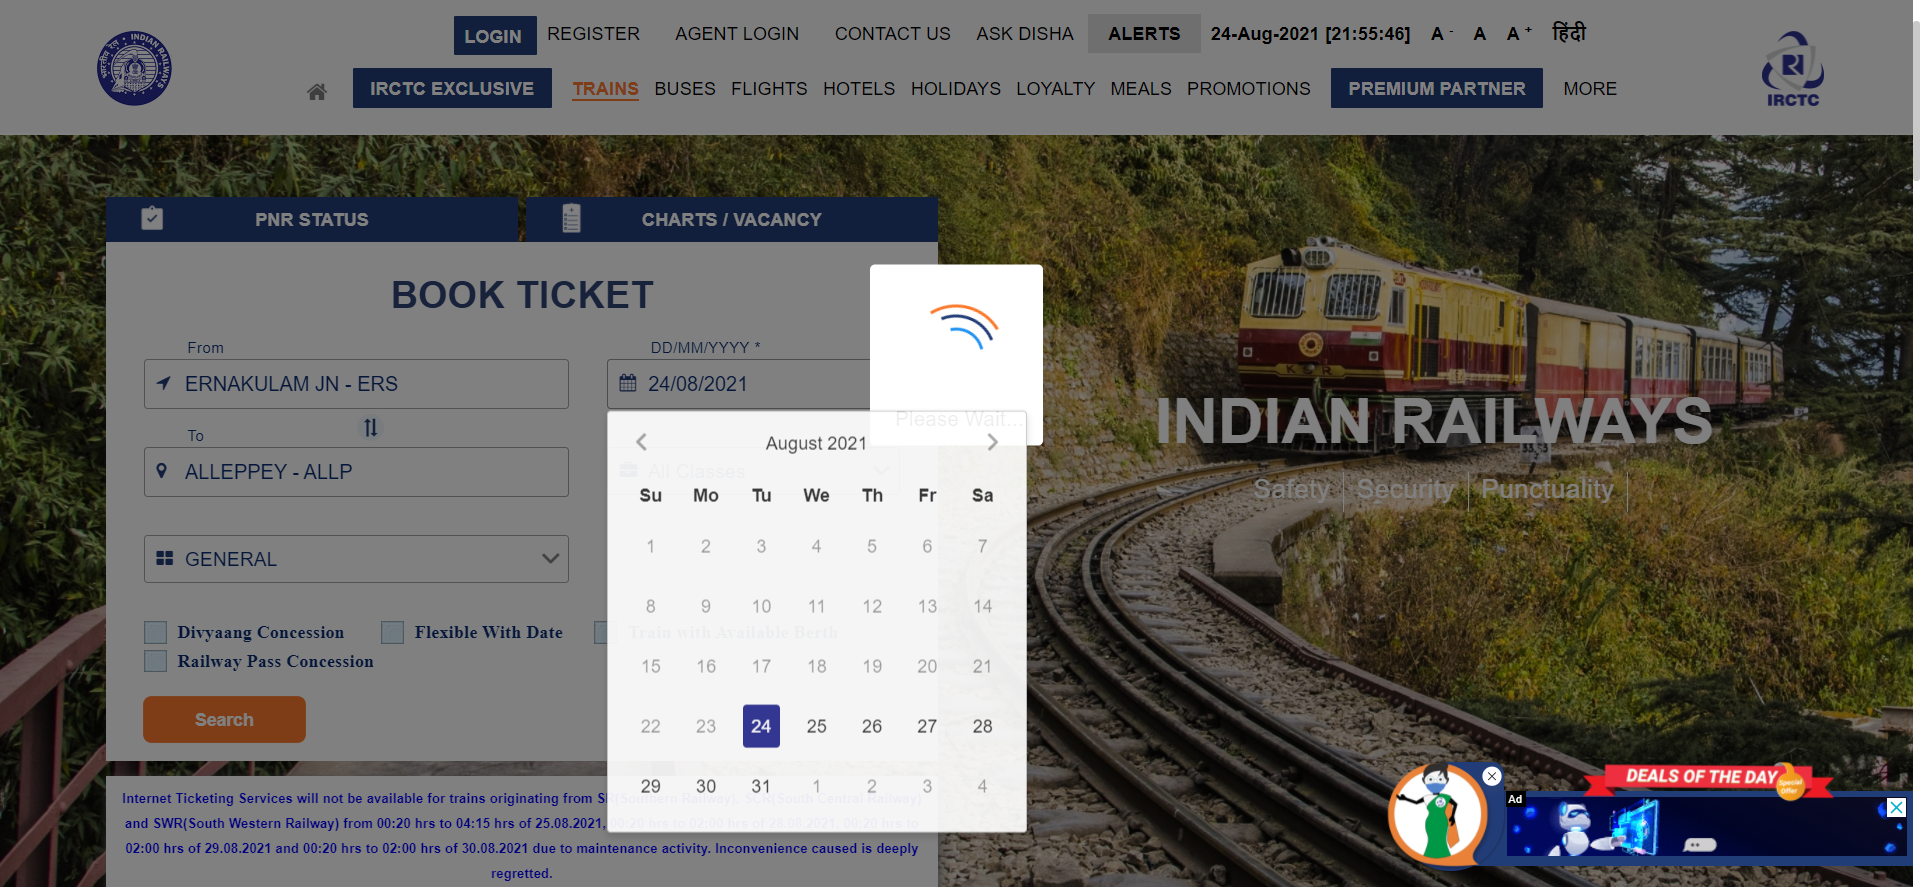 LOGIN REGISTER AGENT LOGIN CONTACT US ASK DISHA ALERTS 24-Aug-2021 [21:55:46] A - A A + हिंदी
INDIAN RAILWAYS
IRCTC EXCLUSIVE TRAINS BUSES FLIGHTS HOTELS HOLIDAYS LOYALTY MEALS PROMOTIONS PREMIUM PARTNER MORE
IRCTC
PNR STATUS CHARTS / VACANCY
BOOK TICKET
From DD/MM/YYYY *
ERNAKULAM JN - ERS 24/08/2021
Please Wait...
To
ALLEPPEY - ALLP All Classes
August 2021
Su Mo Tu We Th Fr Sa
1 2 3 4 5 6 7
8 9 10 11 12 13 14
15 16 17 18 19 20 21
22 23 24 25 26 27 28
29 30 31 1 2 3 4
GENERAL
Divyaang Concession Flexible With Date Train with Available Berth
Railway Pass Concession
Search
Internet Ticketing Services will not be available for trains originating from SR(Southern Railway), SCR(South Central Railway)
and SWR(South Western Railway) from 00:20 hrs to 04:15 hrs of 25.08.2021, 00:20 hrs to 02:00 hrs of 28.08.2021, 00:20 hrs to
02:00 hrs of 29.08.2021 and 00:20 hrs to 02:00 hrs of 30.08.2021 due to maintenance activity. Inconvenience caused is deeply
regretted.
INDIAN RAILWAYS
Safety Security Punctuality
DEALS OF THE DAY
Special
Offer
Ad